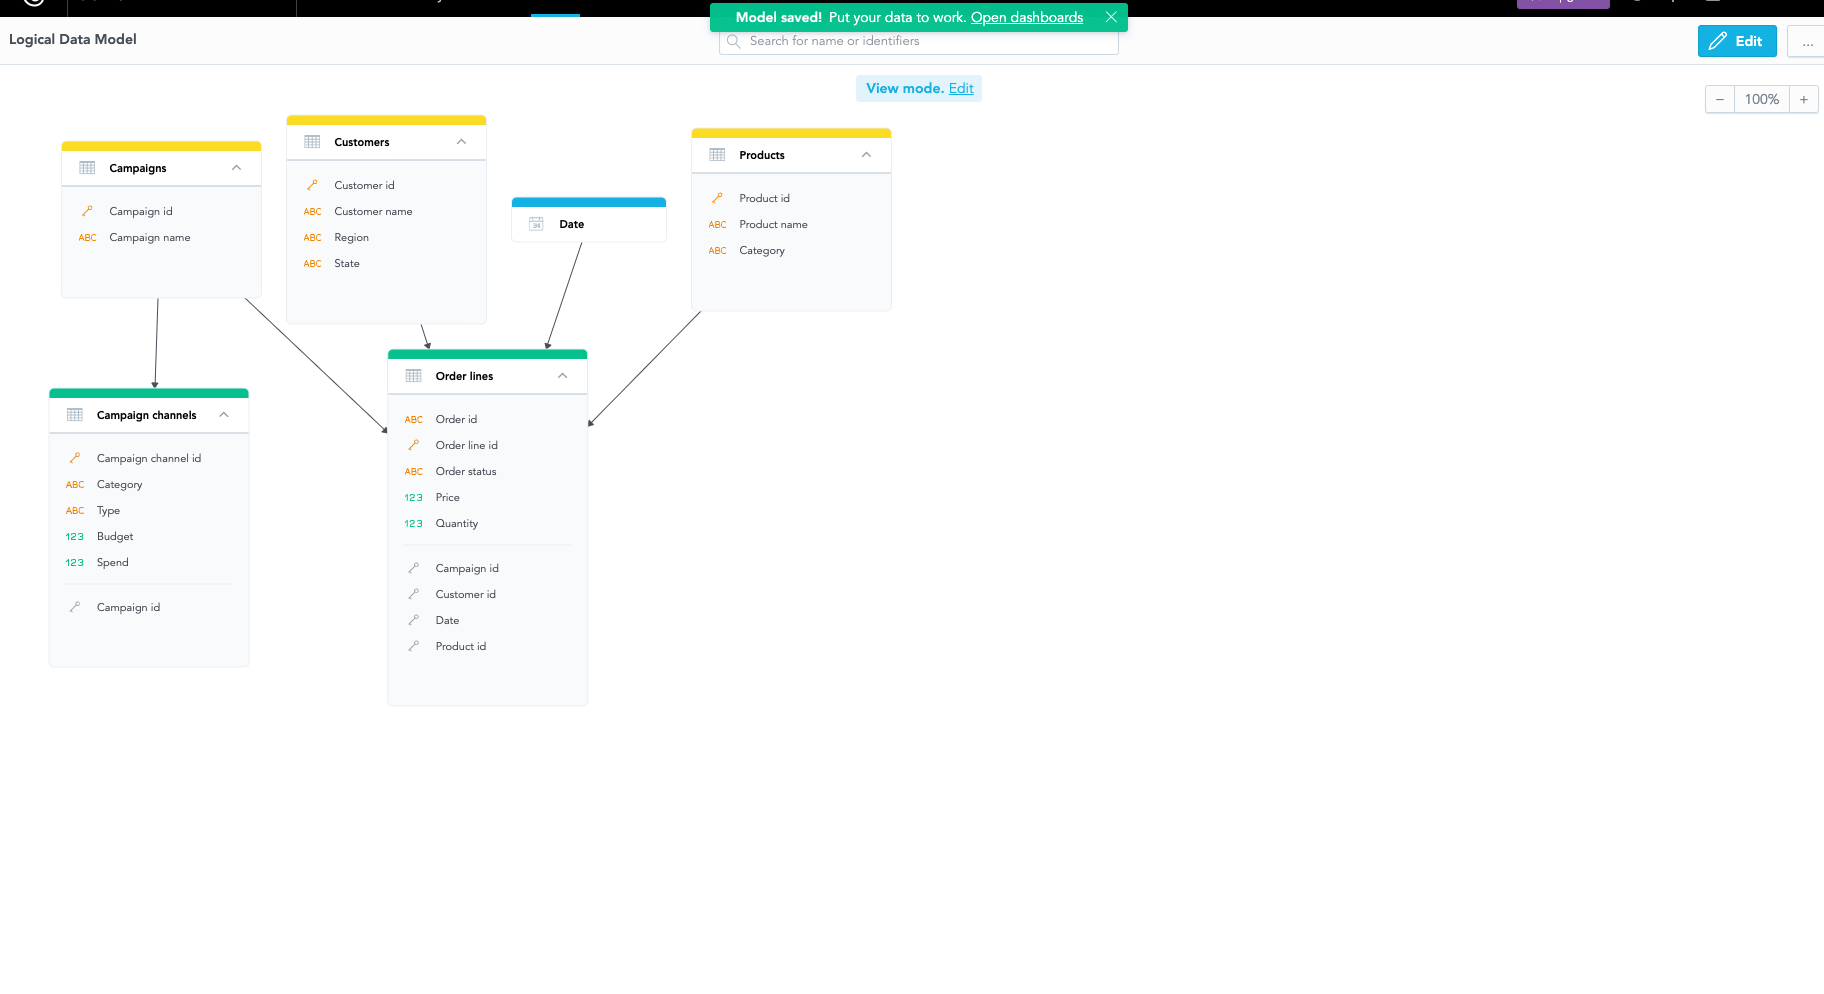 Model saved! Put your data to work. Open dashboards
Logical Data Model
Search for name or identifiers
Edit
...
View mode. Edit
− 100% +
Campaigns
Campaign id
ABC Campaign name
Customers
Customer id
ABC Customer name
ABC Region
ABC State
31 Date
Products
Product id
ABC Product name
ABC Category
Campaign channels
Campaign channel id
ABC Category
ABC Type
123 Budget
123 Spend
Campaign id
Order lines
ABC Order id
Order line id
ABC Order status
123 Price
123 Quantity
Campaign id
Customer id
Date
Product id